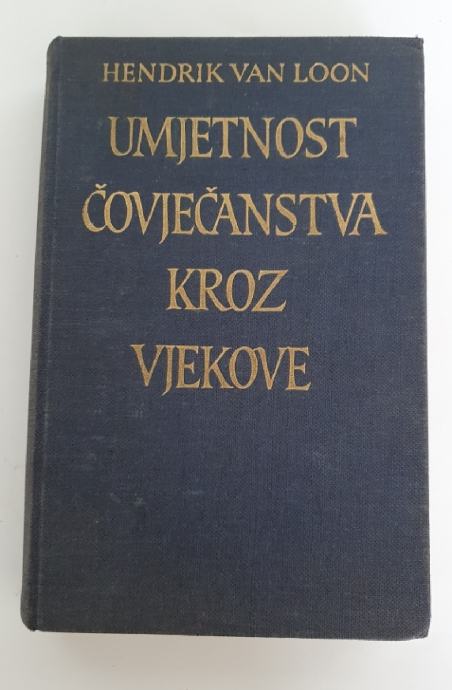 HENDRIK VAN LOON
UMJETNOST
ČOVJEČANSTVA
KROZ
VJEKOVE